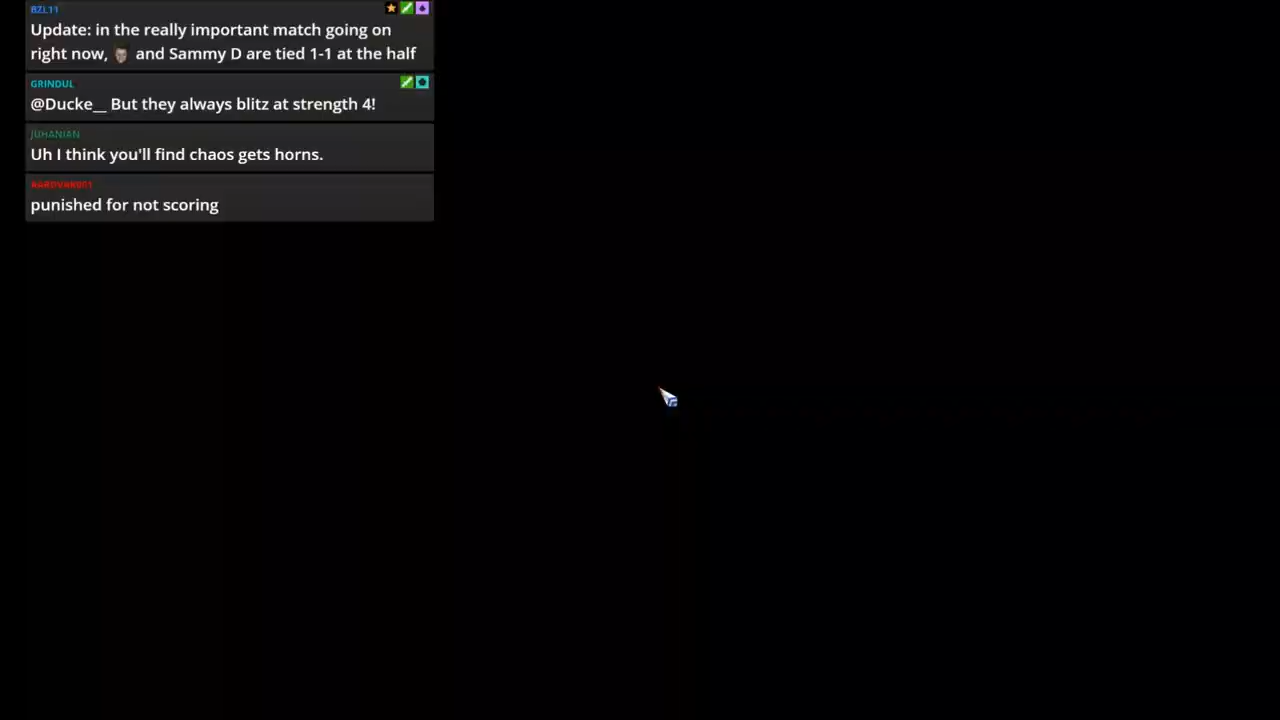 BZL11
Update: in the really important match going on
right now, and Sammy D are tied 1-1 at the half
GRINDUL
@Ducke__ But they always blitz at strength 4!
JUHANIAN
Uh I think you'll find chaos gets horns.
punished for not scoring